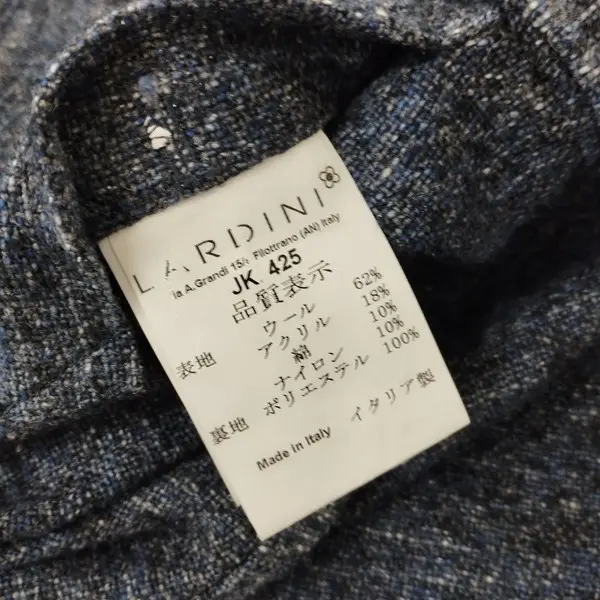 LARDINI
ia A.Grandi 15/ Filottrano (AN) Italy
JK 425
品質表示
表地 ウール 62%
アクリル 18%
綿 10%
ナイロン 10%
裏地 ポリエステル 100%
Made in Italy イタリア製